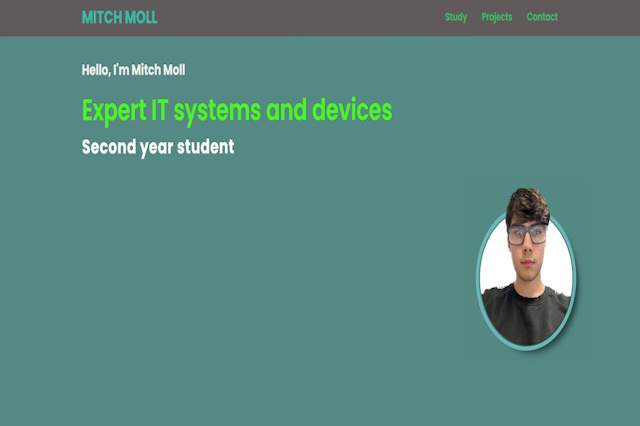 MITCH MOLL
Study Projects Contact
Hello, I'm Mitch Moll
Expert IT systems and devices
Second year student